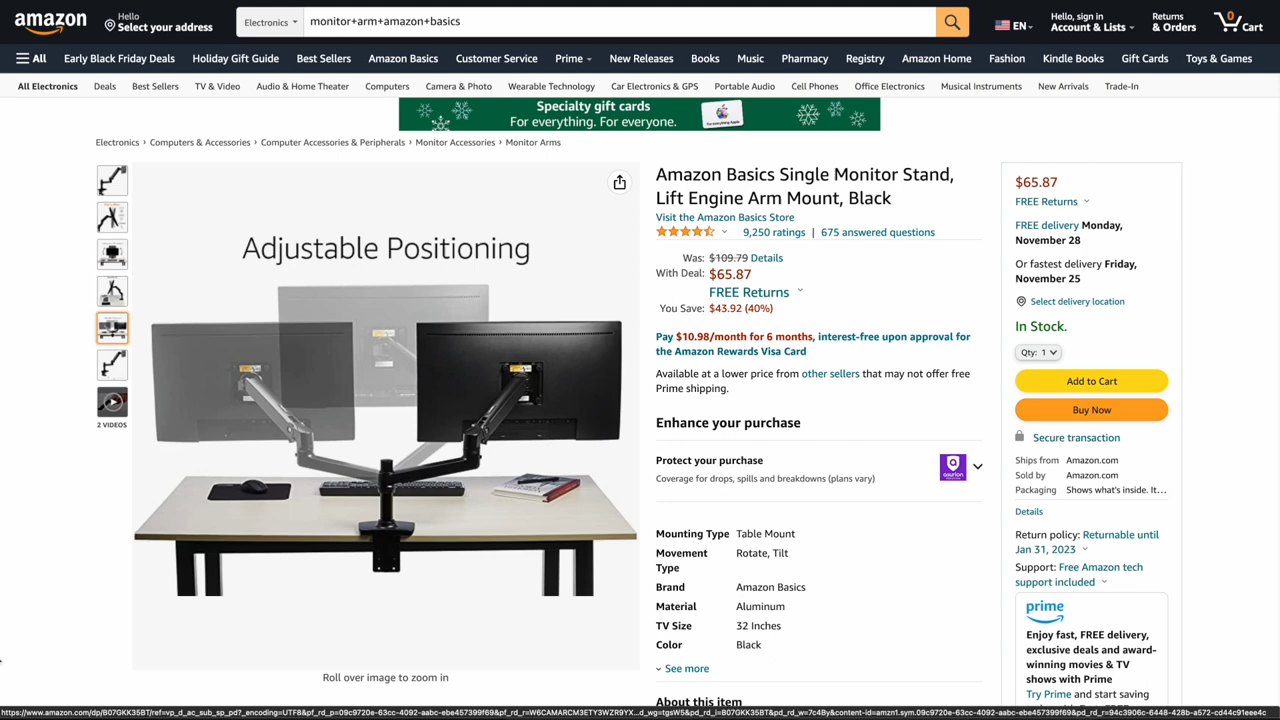 amazon
Hello
Select your address
Electronics
monitor+arm+amazon+basics
EN
Hello, sign in
Account & Lists
Returns
& Orders
0
Cart
All
Early Black Friday Deals
Holiday Gift Guide
Best Sellers
Amazon Basics
Customer Service
Prime
New Releases
Books
Music
Pharmacy
Registry
Amazon Home
Fashion
Kindle Books
Gift Cards
Toys & Games
All Electronics
Deals
Best Sellers
TV & Video
Audio & Home Theater
Computers
Camera & Photo
Wearable Technology
Car Electronics & GPS
Portable Audio
Cell Phones
Office Electronics
Musical Instruments
New Arrivals
Trade-In
Specialty gift cards
For everything. For everyone.
Electronics › Computers & Accessories › Computer Accessories & Peripherals › Monitor Accessories › Monitor Arms
2 VIDEOS
Adjustable Positioning
Roll over image to zoom in
Amazon Basics Single Monitor Stand,
Lift Engine Arm Mount, Black
Visit the Amazon Basics Store
9,250 ratings | 675 answered questions
Was: $109.79 Details
With Deal: $65.87
FREE Returns
You Save: $43.92 (40%)
Pay $10.98/month for 6 months, interest-free upon approval for
the Amazon Rewards Visa Card
Available at a lower price from other sellers that may not offer free
Prime shipping.
Enhance your purchase
Protect your purchase
Coverage for drops, spills and breakdowns (plans vary)
asurion
Mounting Type Table Mount
Movement Rotate, Tilt
Type
Brand Amazon Basics
Material Aluminum
TV Size 32 Inches
Color Black
See more
About this item
$65.87
FREE Returns
FREE delivery Monday,
November 28
Or fastest delivery Friday,
November 25
Select delivery location
In Stock.
Qty: 1
Add to Cart
Buy Now
Secure transaction
Ships from Amazon.com
Sold by Amazon.com
Packaging Shows what's inside. It…
Details
Return policy: Returnable until
Jan 31, 2023
Support: Free Amazon tech
support included
prime
Enjoy fast, FREE delivery,
exclusive deals and award-
winning movies & TV
shows with Prime
Try Prime and start saving